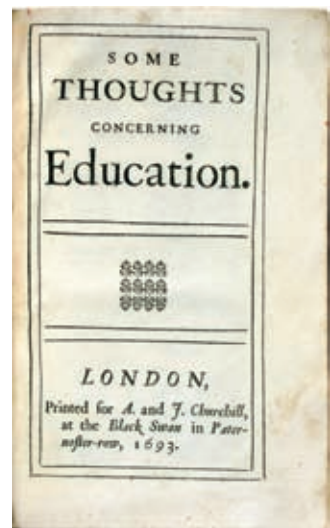 SOME
THOUGHTS
CONCERNING
Education.
LONDON,
Printed for A. and J. Churchill,
at the Black Swan in Pater-
noſter-row, 1693.